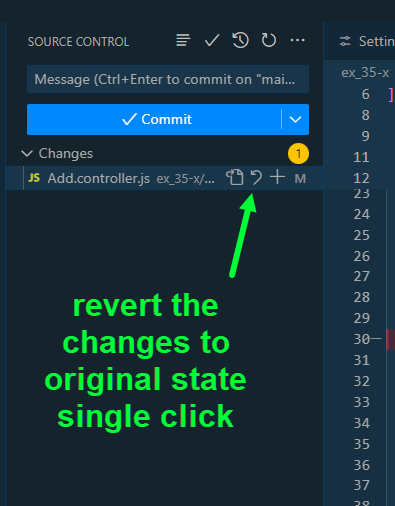 SOURCE CONTROL
Settin
Message (Ctrl+Enter to commit on "mai...
ex_35-x
Commit
Changes
1
JS Add.controller.js ex_35-x/... M
6 ]
8
9
11
12
23
24
25
26
27
28
29
30
31
32
33
34
35
36
37
38
revert the
changes to
original state
single click